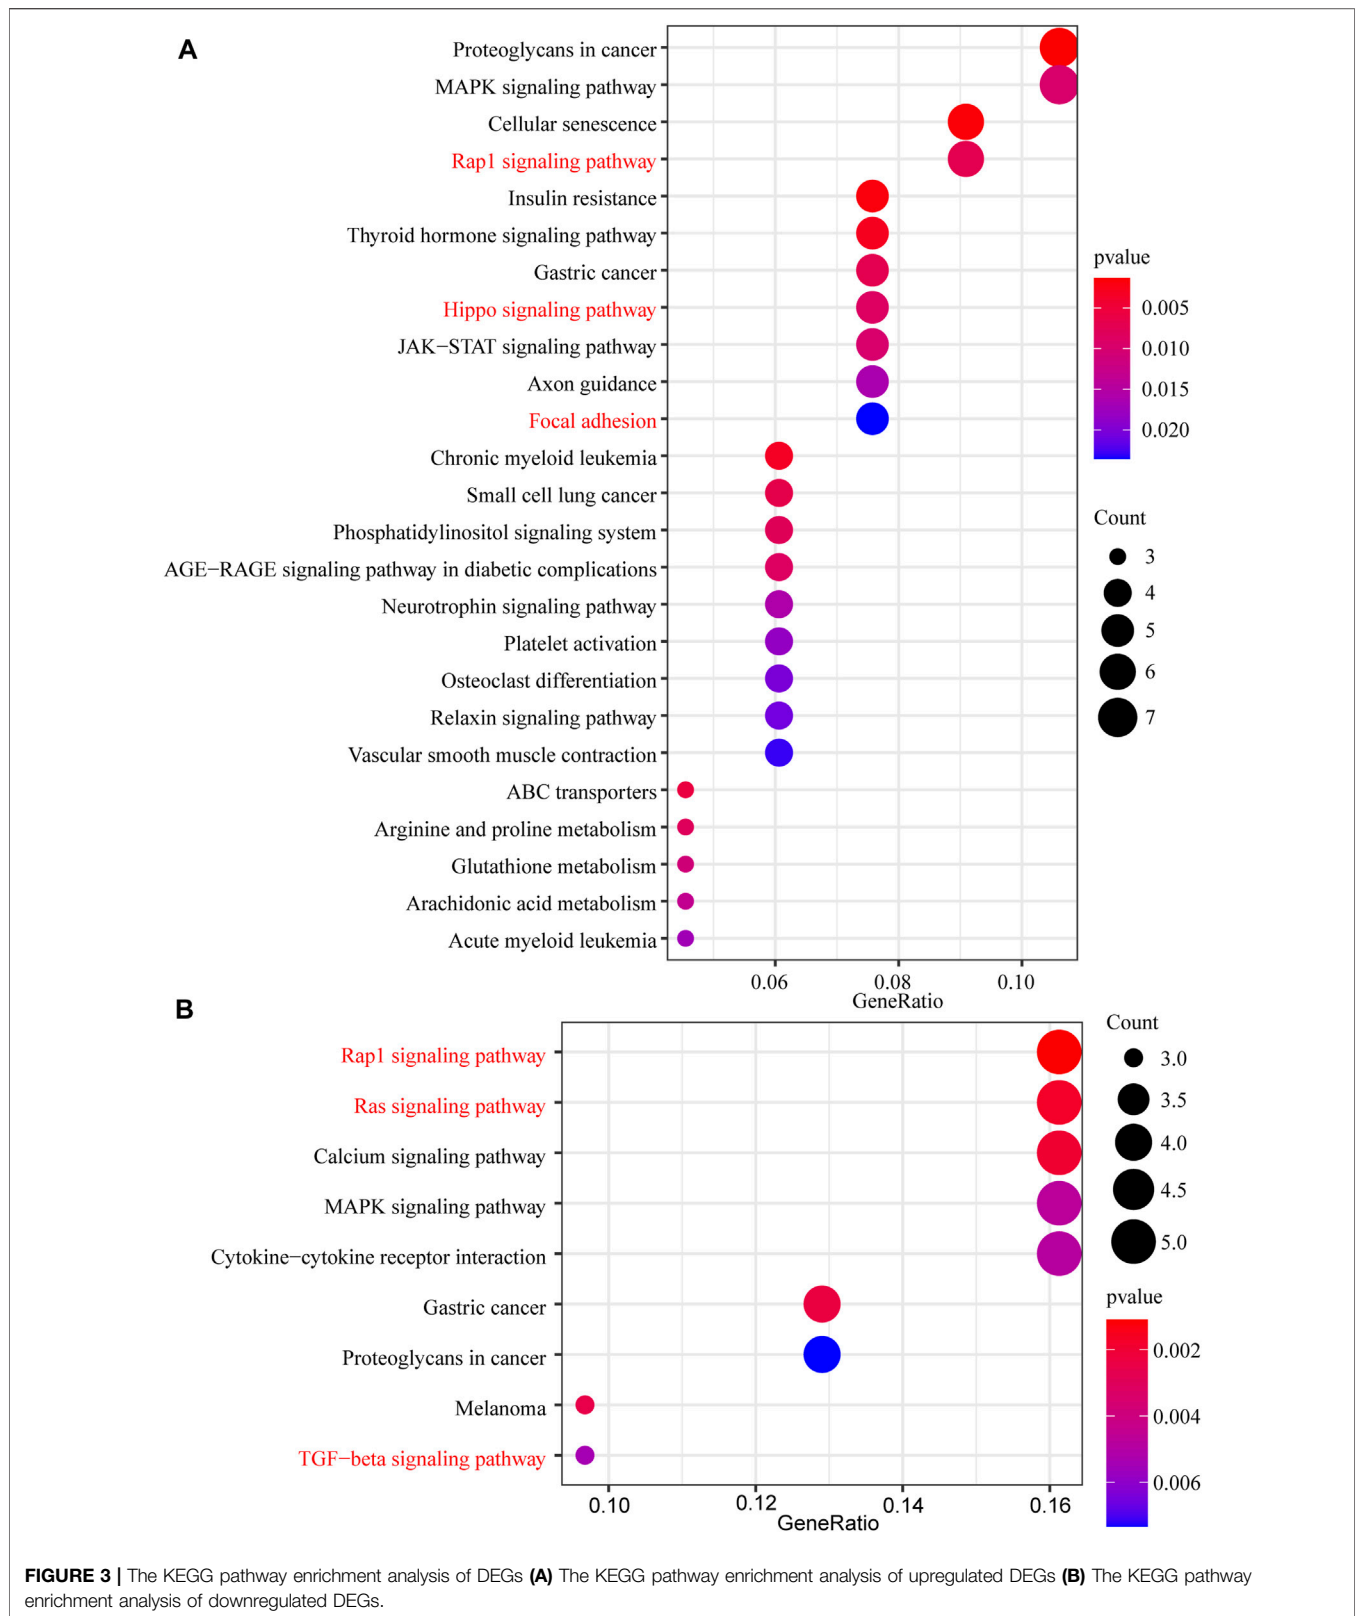 A
Proteoglycans in cancer
MAPK signaling pathway
Cellular senescence
Rap1 signaling pathway
Insulin resistance
Thyroid hormone signaling pathway
Gastric cancer
Hippo signaling pathway
JAK−STAT signaling pathway
Axon guidance
Focal adhesion
Chronic myeloid leukemia
Small cell lung cancer
Phosphatidylinositol signaling system
AGE−RAGE signaling pathway in diabetic complications
Neurotrophin signaling pathway
Platelet activation
Osteoclast differentiation
Relaxin signaling pathway
Vascular smooth muscle contraction
ABC transporters
Arginine and proline metabolism
Glutathione metabolism
Arachidonic acid metabolism
Acute myeloid leukemia
0.06 0.08 0.10
GeneRatio
pvalue
0.005
0.010
0.015
0.020
Count
3
4
5
6
7
B
Rap1 signaling pathway
Ras signaling pathway
Calcium signaling pathway
MAPK signaling pathway
Cytokine−cytokine receptor interaction
Gastric cancer
Proteoglycans in cancer
Melanoma
TGF−beta signaling pathway
0.10 0.12 0.14 0.16
GeneRatio
Count
3.0
3.5
4.0
4.5
5.0
pvalue
0.002
0.004
0.006
FIGURE 3 | The KEGG pathway enrichment analysis of DEGs (A) The KEGG pathway enrichment analysis of upregulated DEGs (B) The KEGG pathway
enrichment analysis of downregulated DEGs.